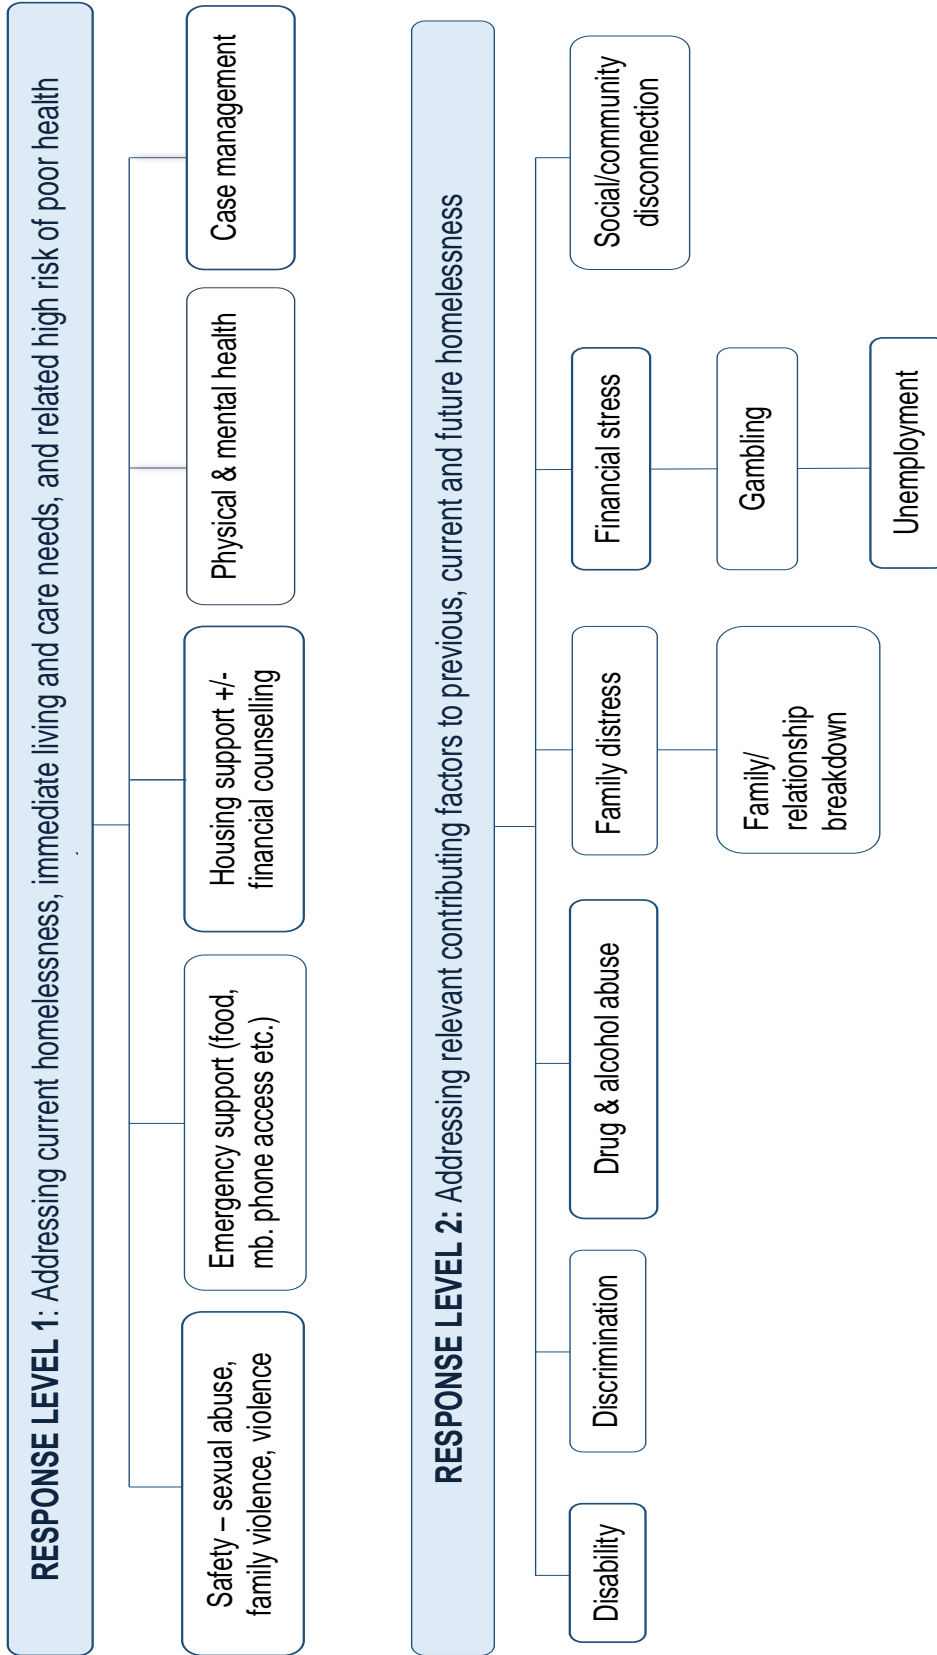 RESPONSE LEVEL 1: Addressing current homelessness, immediate living and care needs, and related high risk of poor health
Safety – sexual abuse,
family violence, violence
Emergency support (food,
mb. phone access etc.)
Housing support +/-
financial counselling
Physical & mental health
Case management
RESPONSE LEVEL 2: Addressing relevant contributing factors to previous, current and future homelessness
Disability
Discrimination
Drug & alcohol abuse
Family distress
Family/
relationship
breakdown
Financial stress
Gambling
Unemployment
Social/community
disconnection